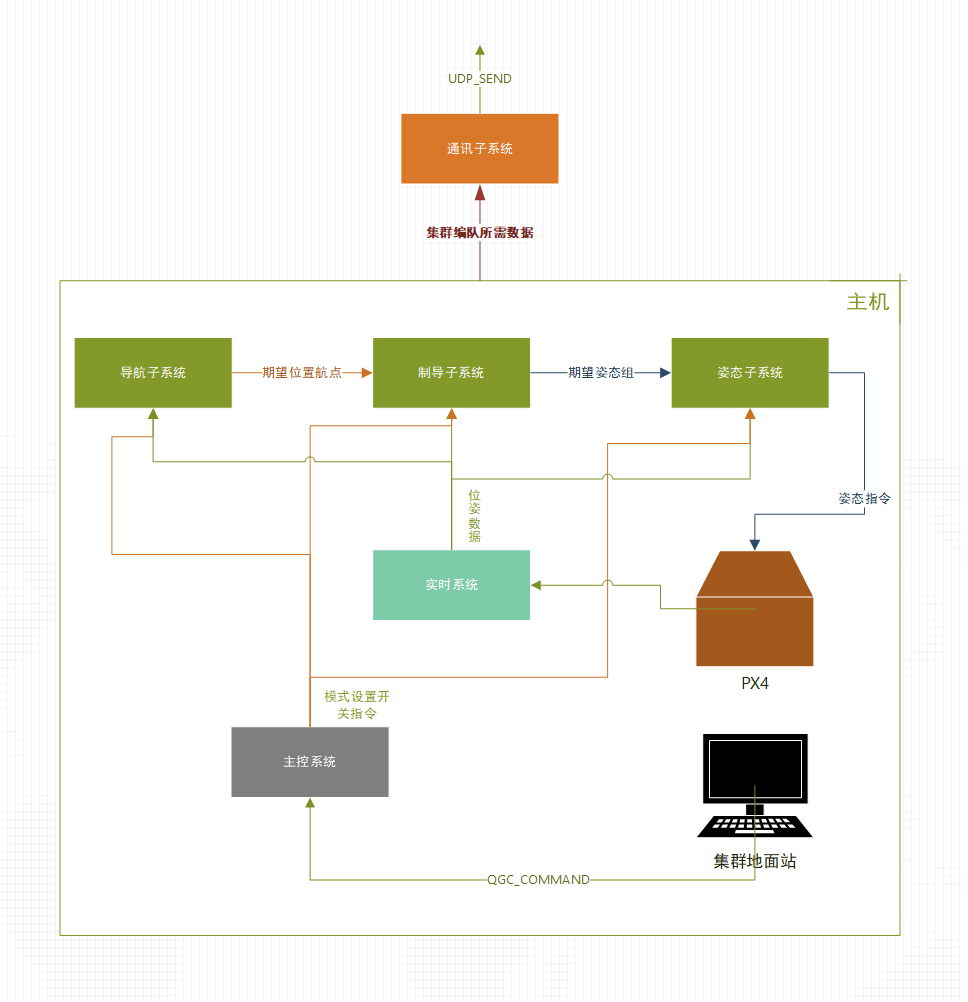 UDP_SEND
通讯子系统
集群编队所需数据
主机
导航子系统
期望位置航点
制导子系统
期望姿态组
姿态子系统
姿态指令
位
姿
数
据
实时系统
PX4
模式设置开
关指令
主控系统
集群地面站
QGC_COMMAND